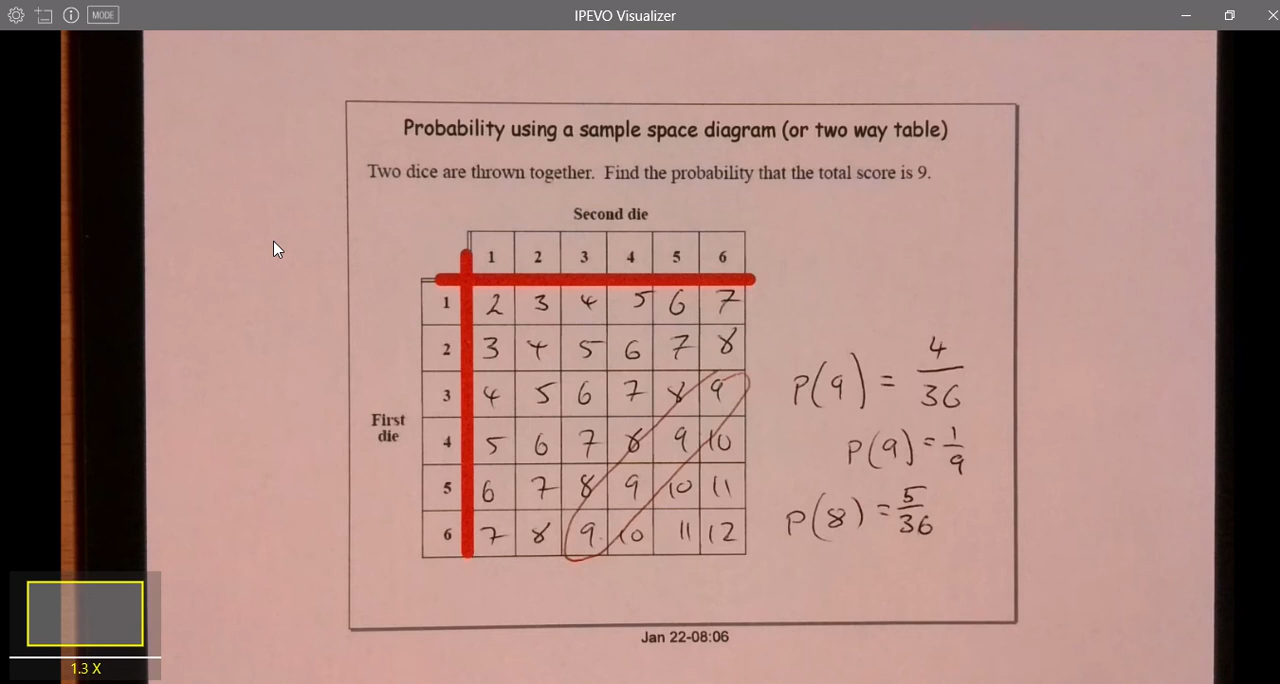 MODE
IPEVO Visualizer
Probability using a sample space diagram (or two way table)
Two dice are thrown together. Find the probability that the total score is 9.
Second die
1 2 3 4 5 6
1 2 3 4 5 6 7
2 3 4 5 6 7 8
3 4 5 6 7 8 9
First
die
4 5 6 7 8 9 10
5 6 7 8 9 10 11
6 7 8 9 10 11 12
P(9) = 4/36
P(9) = 1/9
P(8) = 5/36
Jan 22-08:06
1.3 X